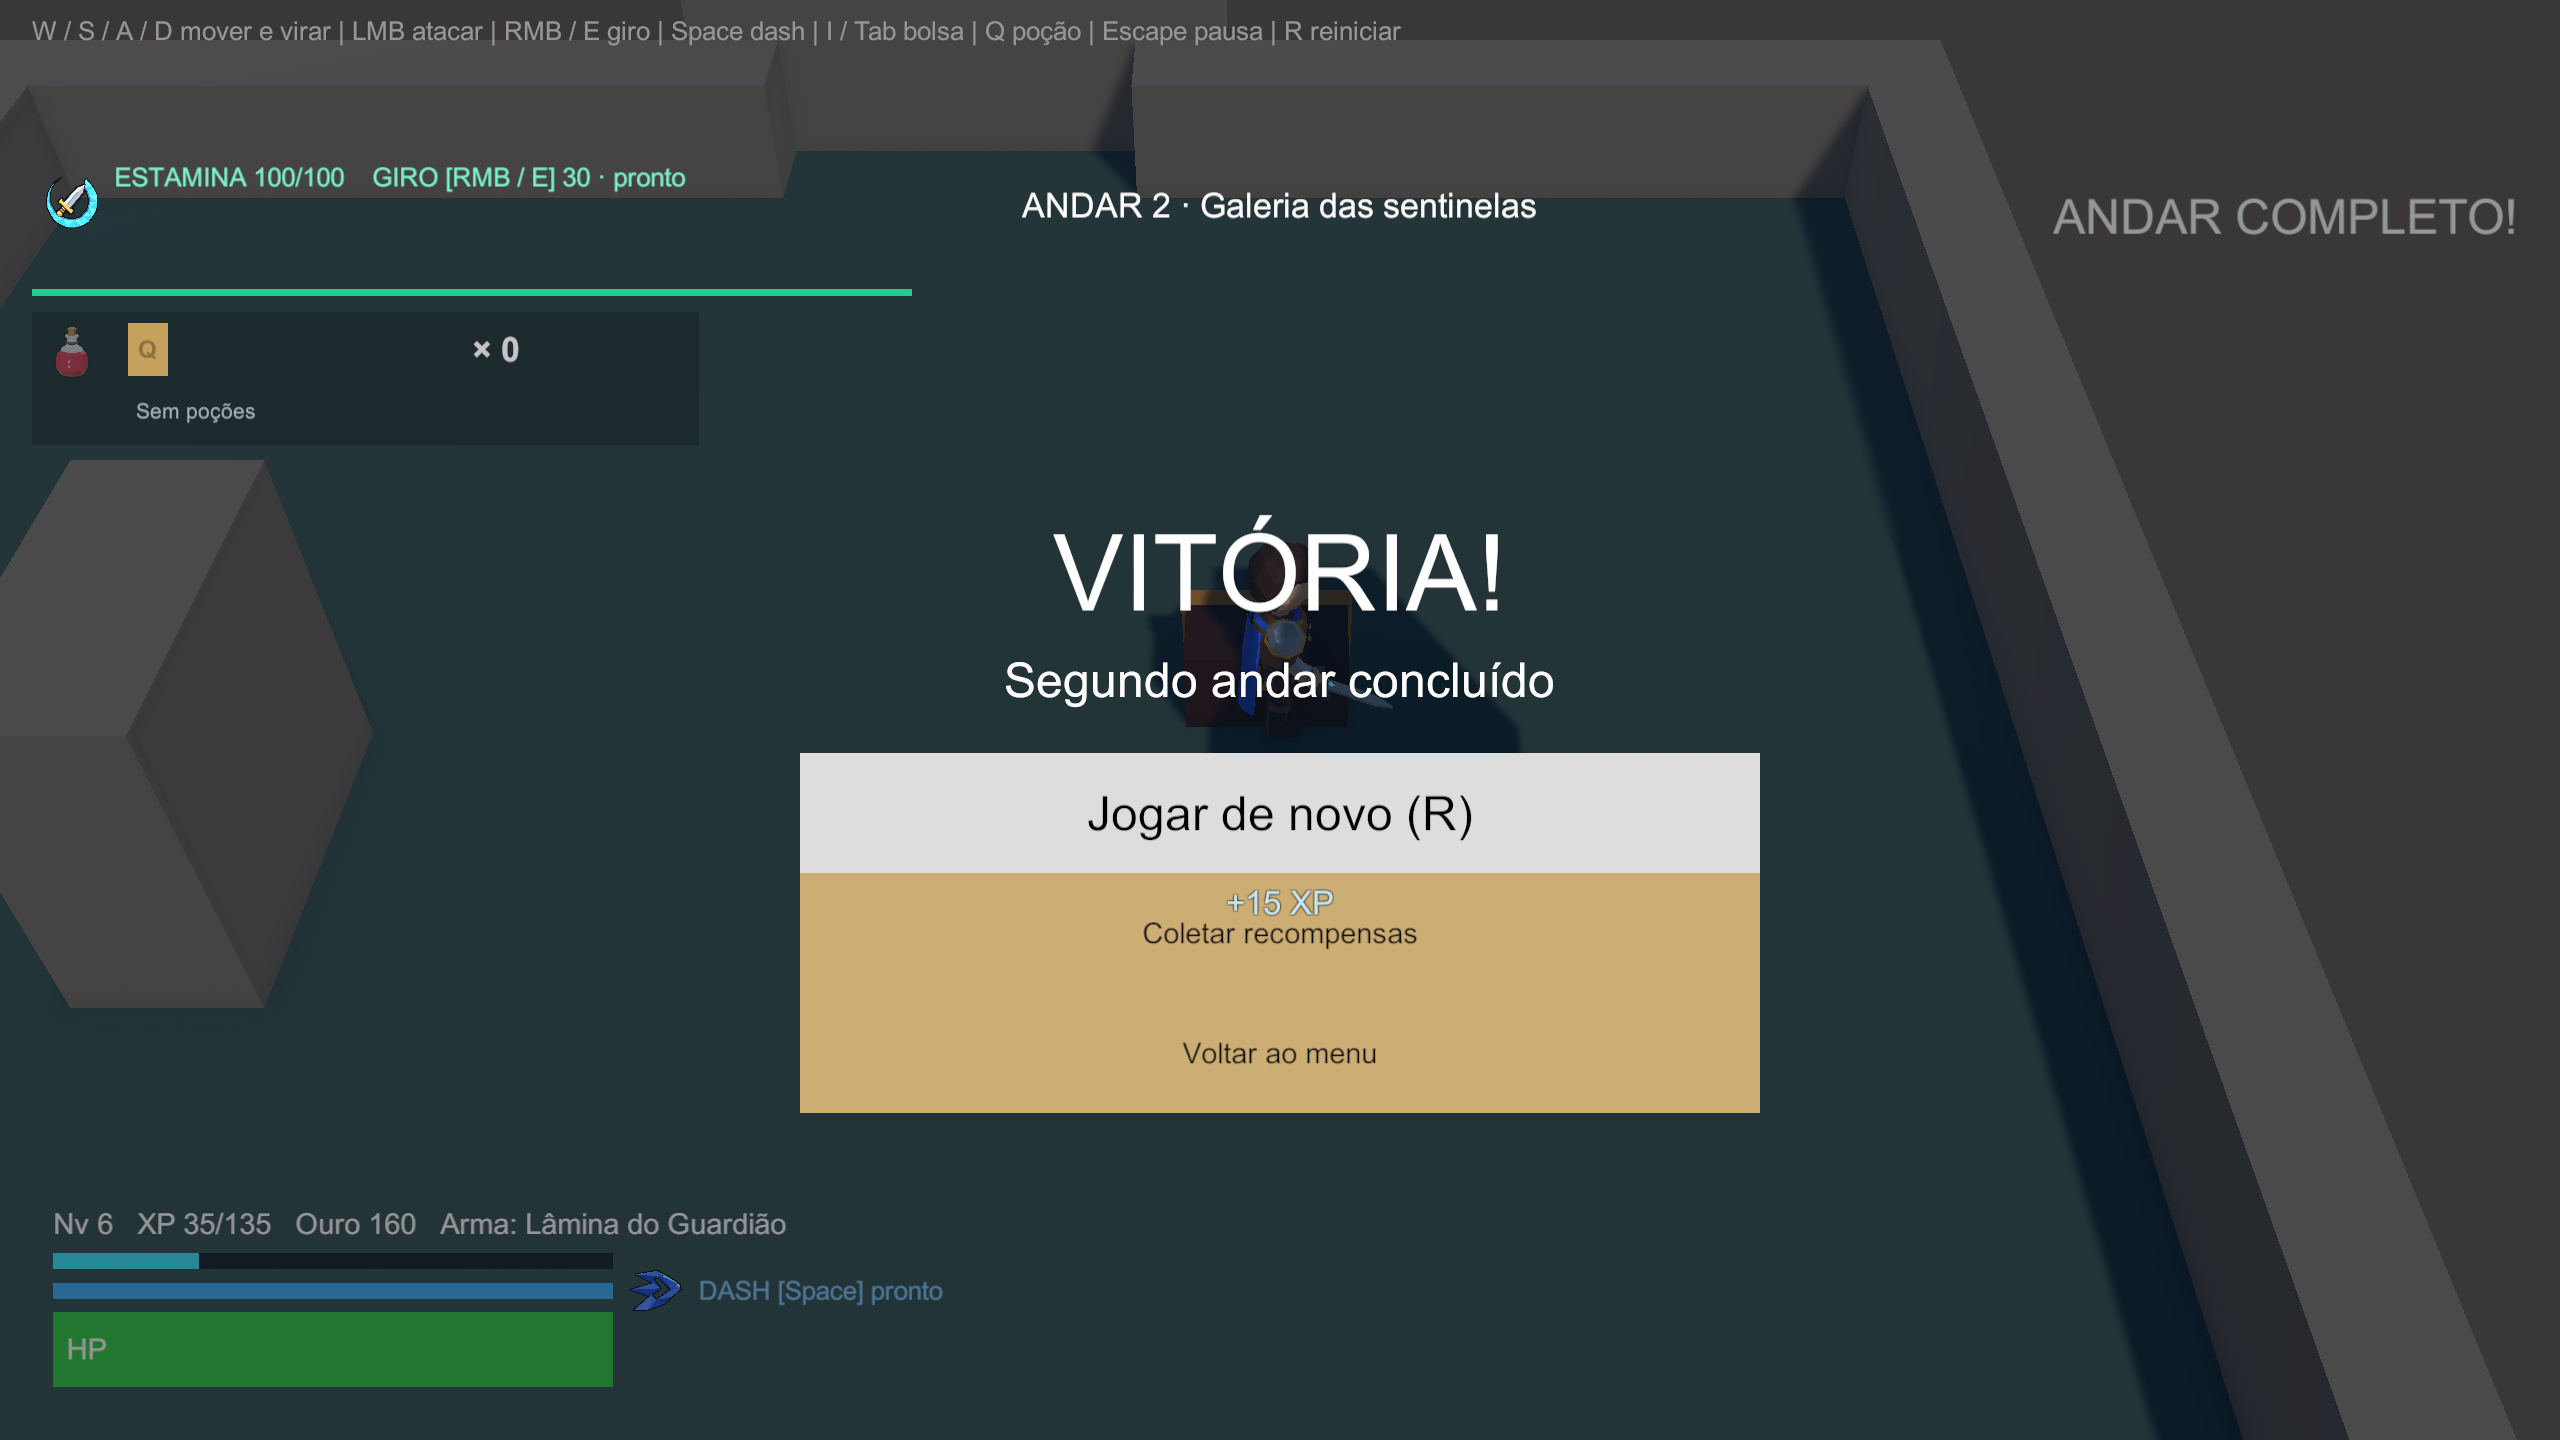 W / S / A / D mover e virar | LMB atacar | RMB / E giro | Space dash | I / Tab bolsa | Q poção | Escape pausa | R reiniciar
ESTAMINA 100/100 GIRO [RMB / E] 30 · pronto
ANDAR 2 · Galeria das sentinelas
ANDAR COMPLETO!
Q × 0
Sem poções
VITÓRIA!
Segundo andar concluído
Jogar de novo (R)
+15 XP
Coletar recompensas
Voltar ao menu
Nv 6 XP 35/135 Ouro 160 Arma: Lâmina do Guardião
DASH [Space] pronto
HP